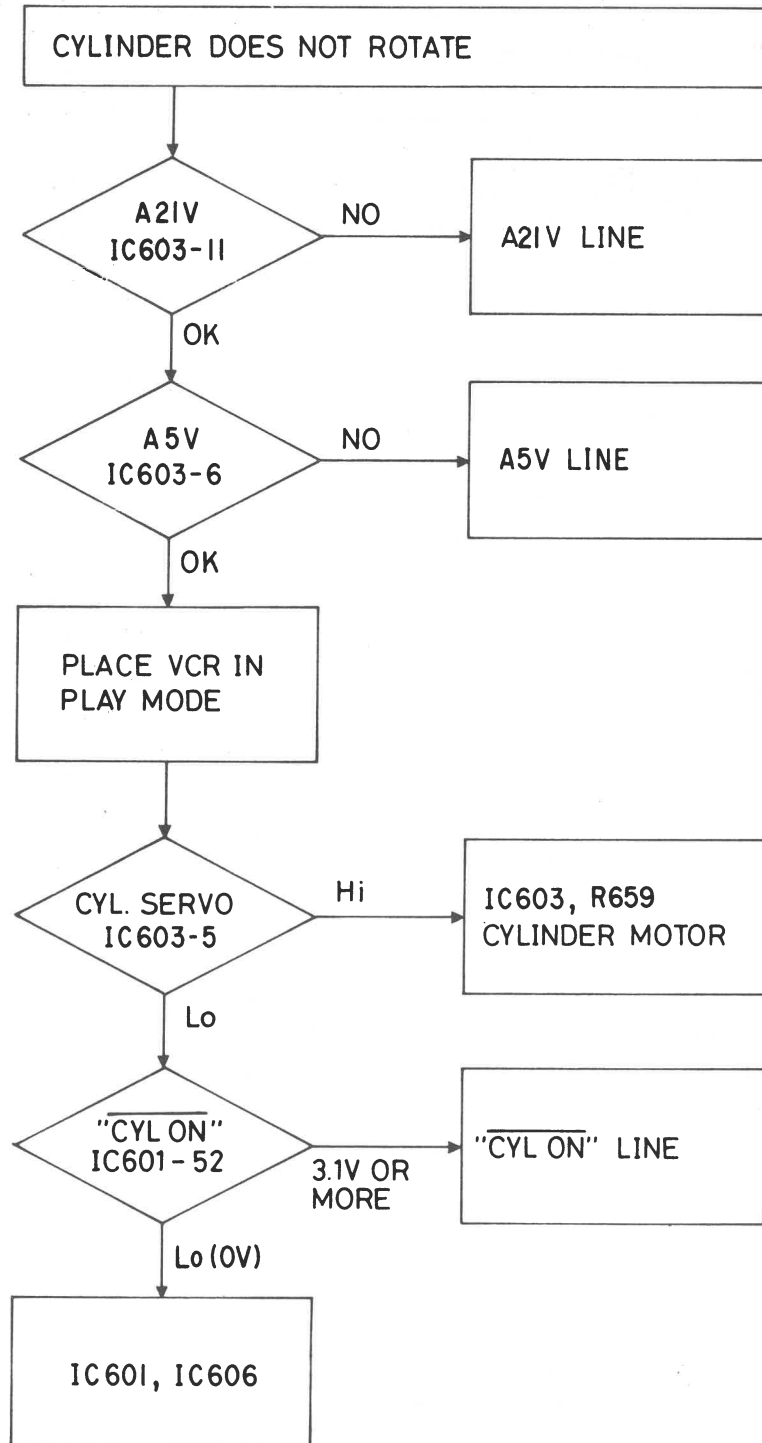 CYLINDER DOES NOT ROTATE
A21V
IC603-11
NO
A21V LINE
OK
A5V
IC603-6
NO
A5V LINE
OK
PLACE VCR IN
PLAY MODE
CYL. SERVO
IC603-5
Hi
IC603, R659
CYLINDER MOTOR
Lo
"CYL ON"
IC601-52
3.1V OR
MORE
"CYL ON" LINE
Lo (0V)
IC601, IC606